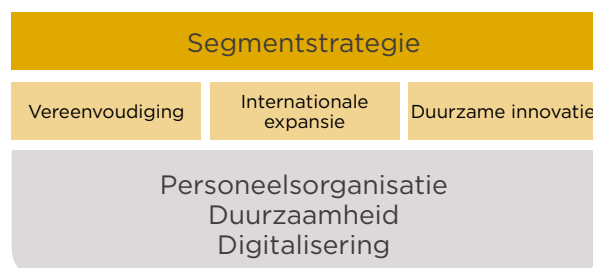 Segmentstrategie
Vereenvoudiging
Internationale
expansie
Duurzame innovatie
Personeelsorganisatie
Duurzaamheid
Digitalisering